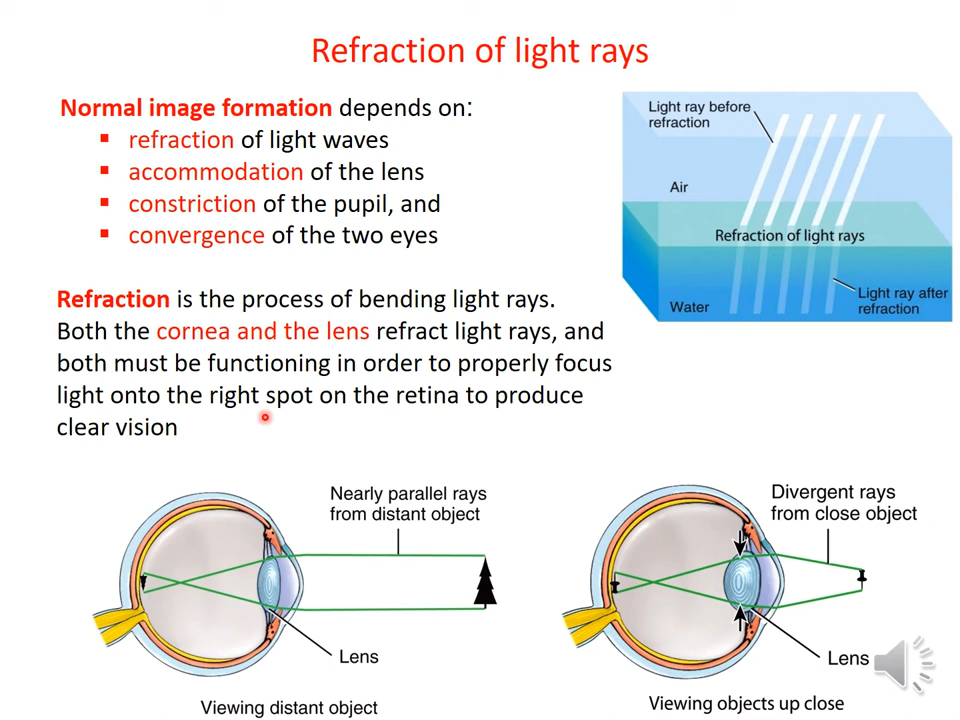 Refraction of light rays
Normal image formation depends on:
▪ refraction of light waves
▪ accommodation of the lens
▪ constriction of the pupil, and
▪ convergence of the two eyes
Refraction is the process of bending light rays.
Both the cornea and the lens refract light rays, and
both must be functioning in order to properly focus
light onto the right spot on the retina to produce
clear vision
Light ray before
refraction
Air
Refraction of light rays
Water
Light ray after
refraction
Nearly parallel rays
from distant object
Lens
Viewing distant object
Divergent rays
from close object
Lens
Viewing objects up close